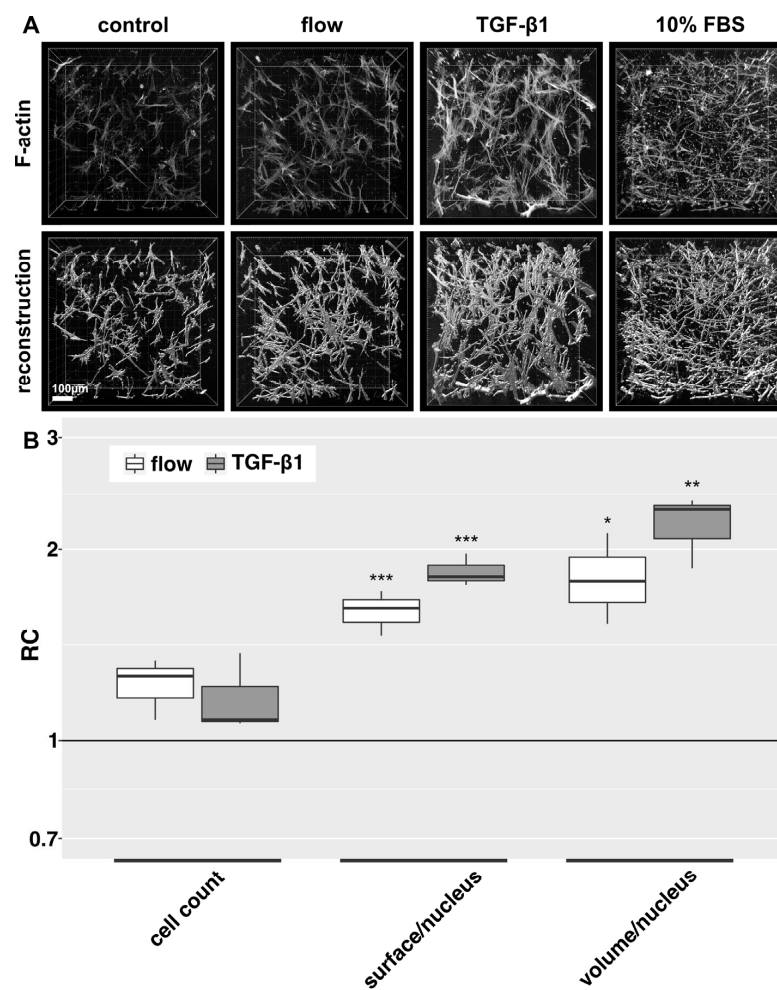 A
control flow TGF-β1 10% FBS
F-actin
reconstruction
100µm
B
3
flow TGF-β1
**
*
2
***
***
RC
1
0.7
cell count
surface/nucleus
volume/nucleus